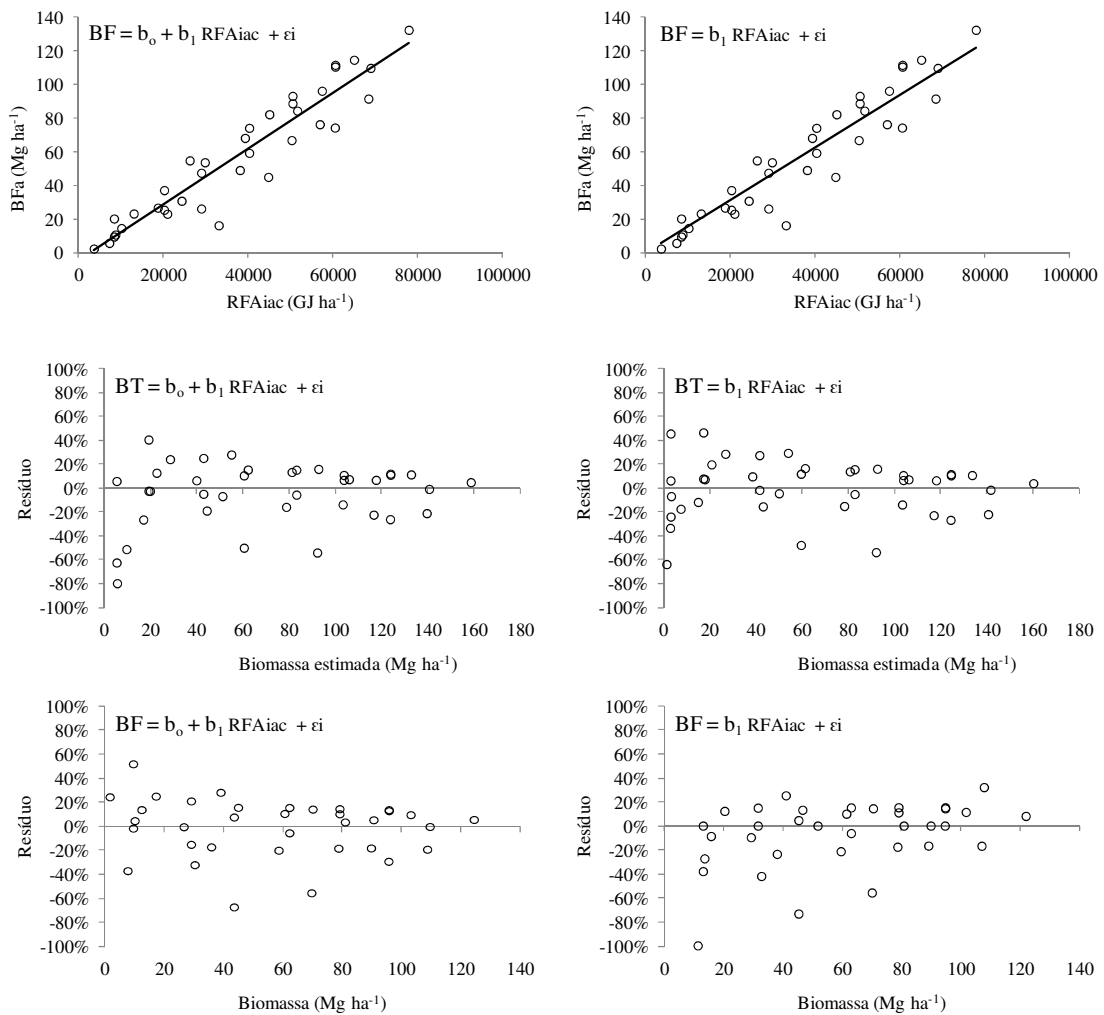 BF = bₒ + b₁ RFAiac + εi
BFa (Mg ha⁻¹)
140
120
100
80
60
40
20
0
0 20000 40000 60000 80000 100000
RFAiac (GJ ha⁻¹)
BF = b₁ RFAiac + εi
BFa (Mg ha⁻¹)
140
120
100
80
60
40
20
0
0 20000 40000 60000 80000 100000
RFAiac (GJ ha⁻¹)
BT = bₒ + b₁ RFAiac + εi
Resíduo
100%
80%
60%
40%
20%
0%
-20%
-40%
-60%
-80%
-100%
0 20 40 60 80 100 120 140 160 180
Biomassa estimada (Mg ha⁻¹)
BT = b₁ RFAiac + εi
Resíduo
100%
80%
60%
40%
20%
0%
-20%
-40%
-60%
-80%
-100%
0 20 40 60 80 100 120 140 160 180
Biomassa estimada (Mg ha⁻¹)
BF = bₒ + b₁ RFAiac + εi
Resíduo
100%
80%
60%
40%
20%
0%
-20%
-40%
-60%
-80%
-100%
0 20 40 60 80 100 120 140
Biomassa (Mg ha⁻¹)
BF = b₁ RFAiac + εi
Resíduo
100%
80%
60%
40%
20%
0%
-20%
-40%
-60%
-80%
-100%
0 20 40 60 80 100 120 140
Biomassa (Mg ha⁻¹)